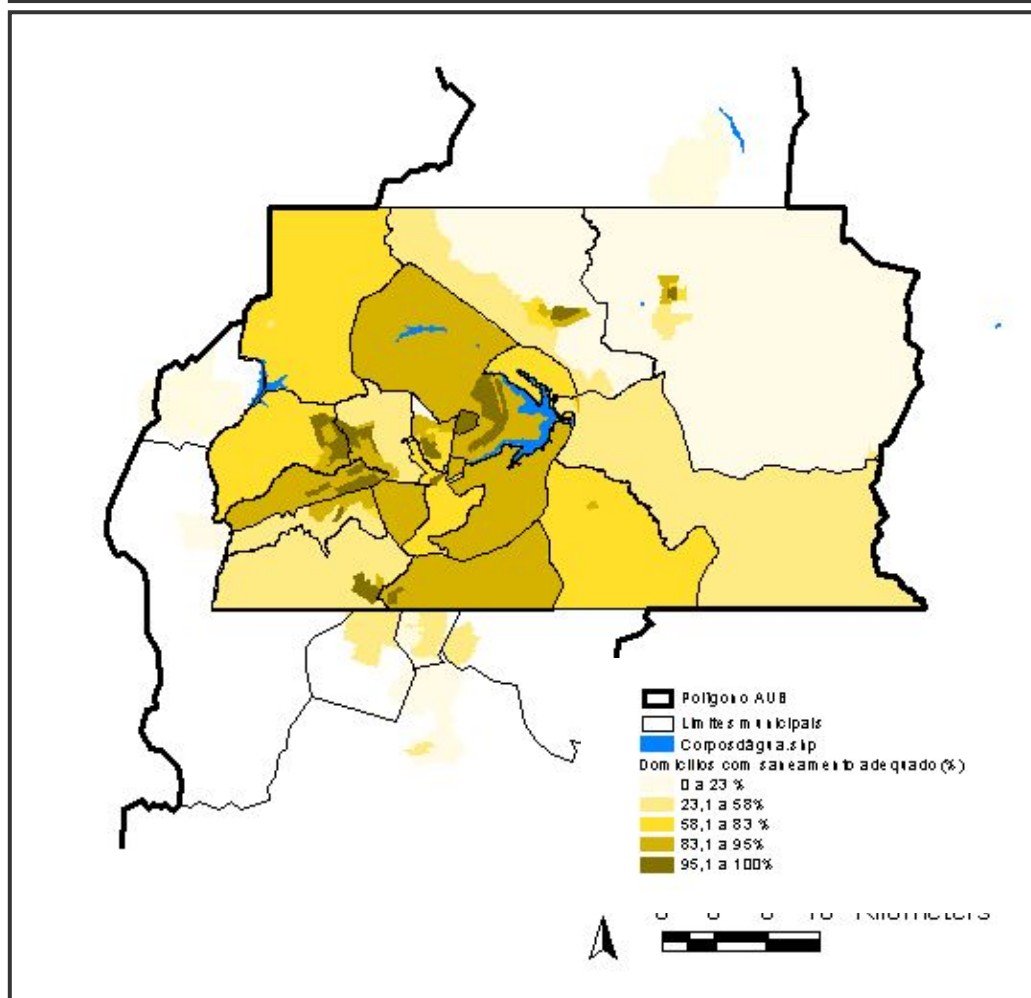 Polígono AUB
Limites municipais
Corposdágua.shp
Domicílios com saneamento adequado (%)
0 a 23 %
23,1 a 58%
58,1 a 83 %
83,1 a 95%
95,1 a 100%
Kilometers